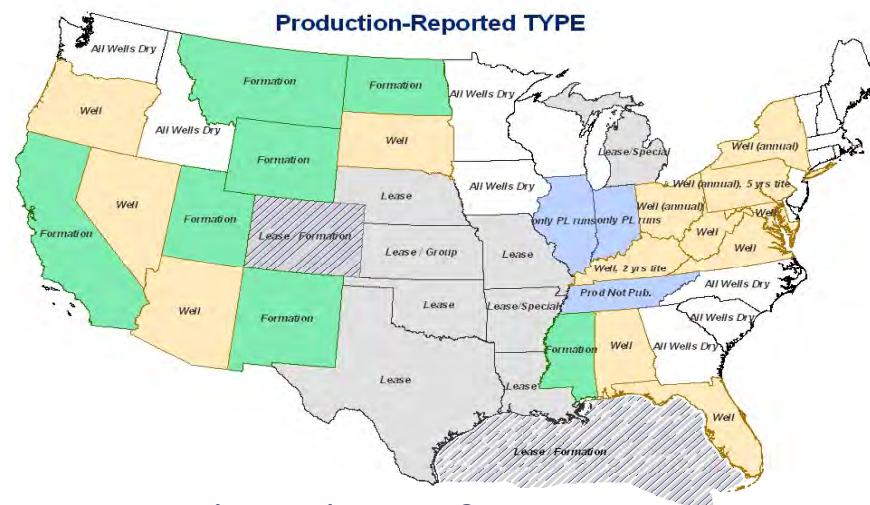 Production-Reported TYPE
All Wells Dry
Formation
Formation
All Wells Dry
Well
All Wells Dry
Formation
Well
All Wells Dry
Lease/Special
Well (annual)
Well (annual), 5 yrs tite
Formation
Well
Formation
Lease / Formation
Lease
Lease / Group
Lease
only PL runs
only PL runs
Well (annual)
Well
Well
Well
Well, 2 yrs tite
Prod Not Pub.
All Wells Dry
Well
Formation
Lease
Lease/Special
Formation
Well
All Wells Dry
All Wells Dry
Lease
Lease
Well
Lease / Formation